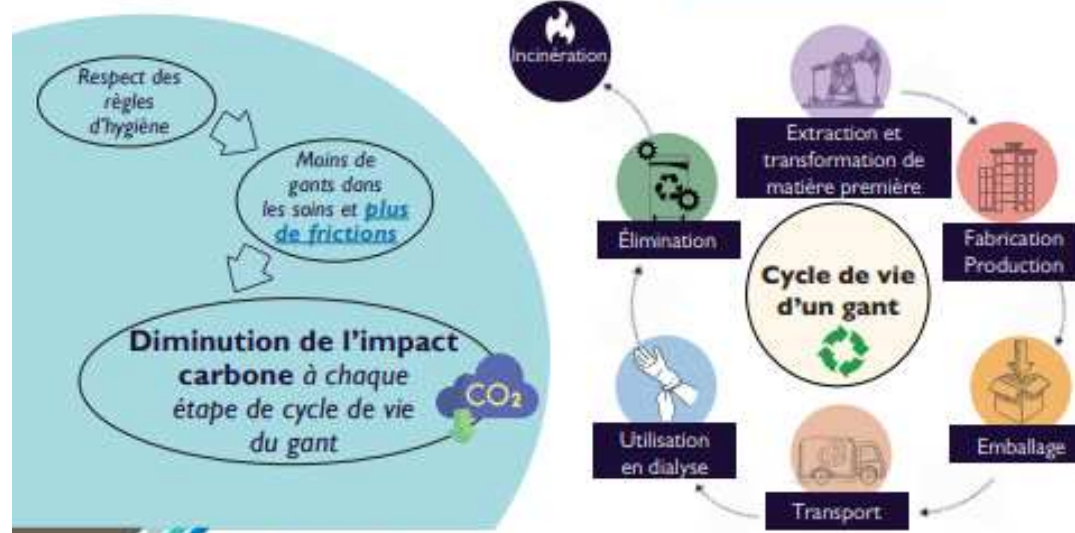 Respect des
règles
d'hygiène
Moins de
gants dans
les soins et plus
de frictions
Diminution de l'impact
carbone à chaque
étape de cycle de vie
du gant
CO₂
Incinération
Extraction et
transformation de
matière première
Fabrication
Production
Emballage
Transport
Utilisation
en dialyse
Élimination
Cycle de vie
d'un gant